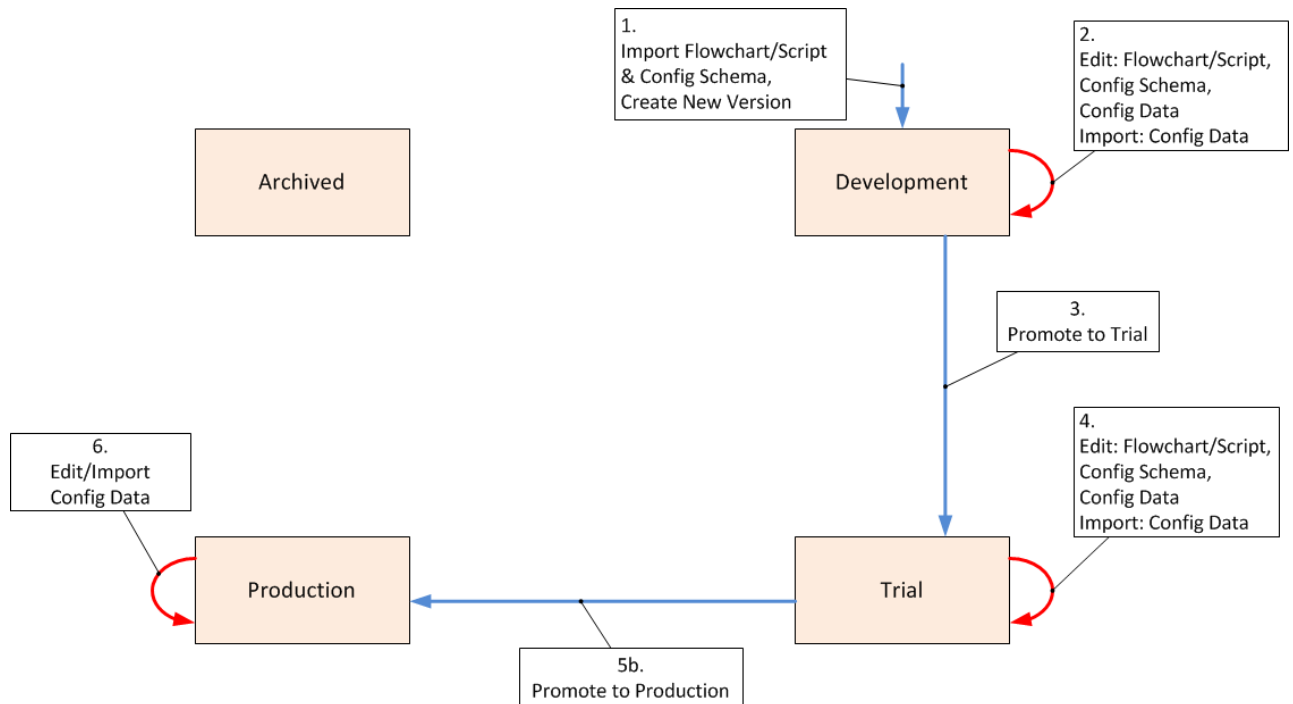 1.
Import Flowchart/Script
& Config Schema,
Create New Version
2.
Edit: Flowchart/Script,
Config Schema,
Config Data
Import: Config Data
Archived
Development
3.
Promote to Trial
4.
Edit: Flowchart/Script,
Config Schema,
Config Data
Import: Config Data
6.
Edit/Import
Config Data
Production
Trial
5b.
Promote to Production